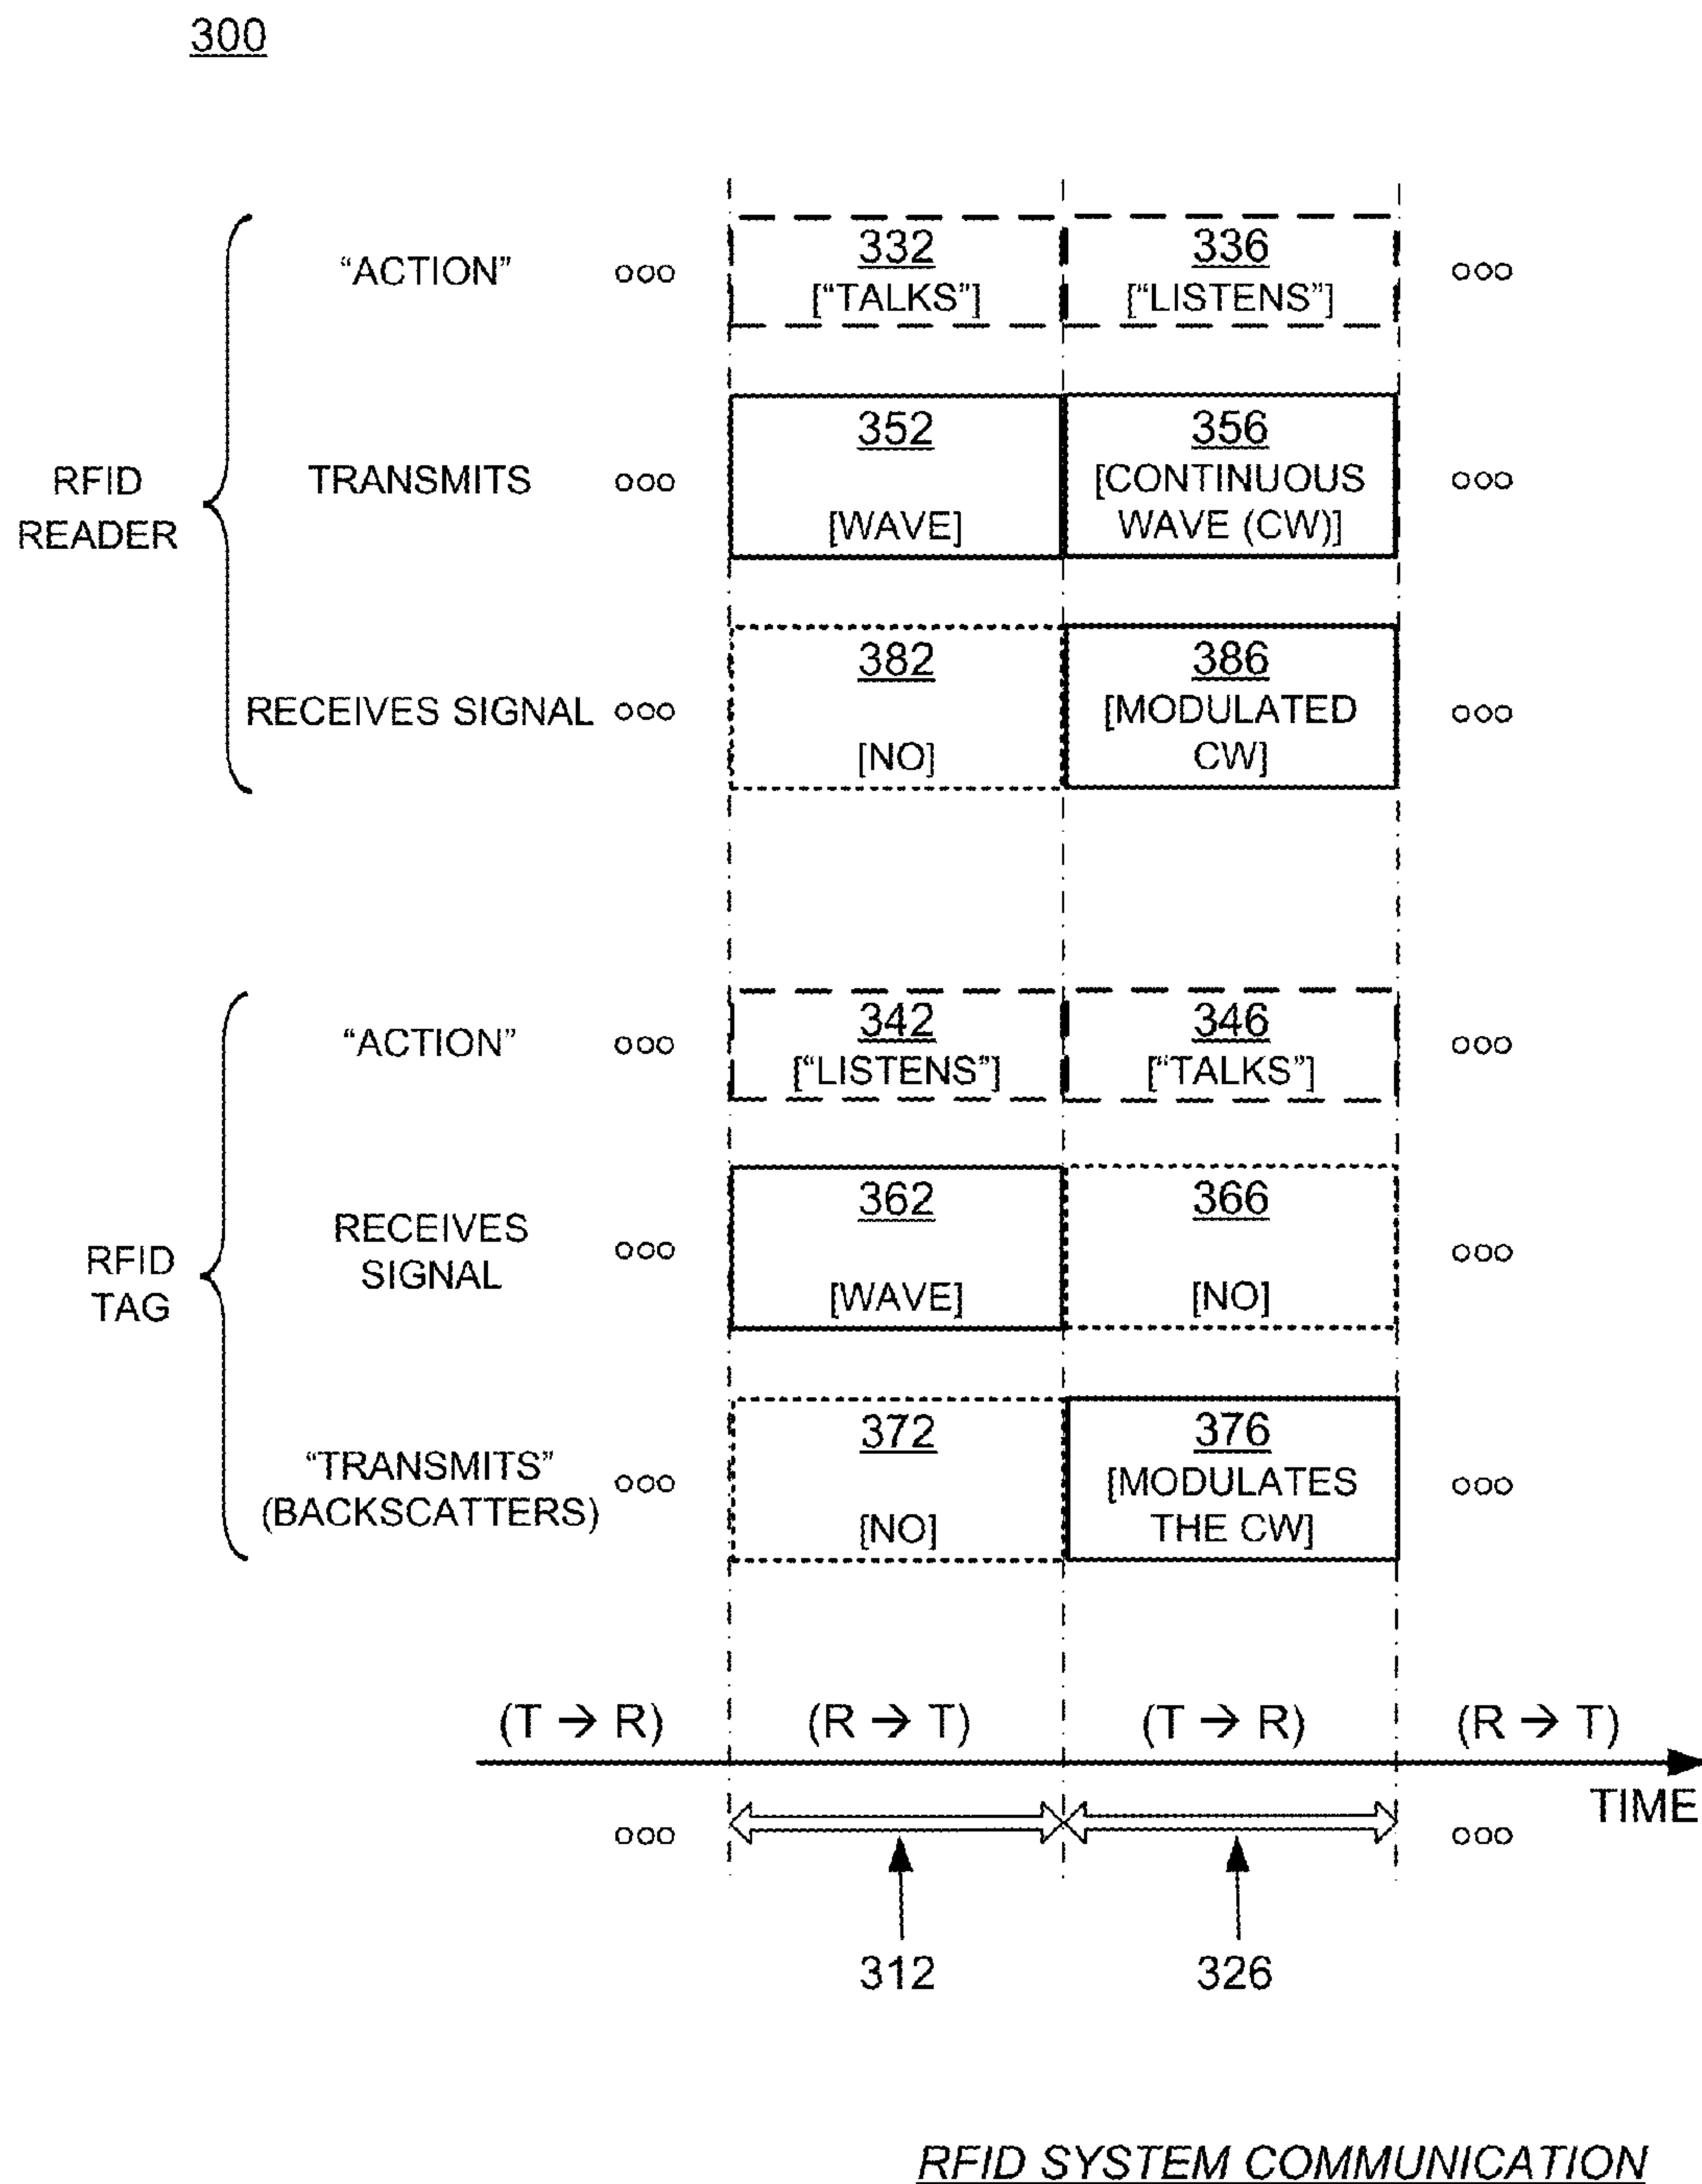 300
332 336
“ACTION” ooo ooo
[“TALKS”] [“LISTENS”]
352 356
RFID TRANSMITS ooo [CONTINUOUS ooo
READER [WAVE] WAVE (CW)]
382 386
RECEIVES SIGNAL ooo [MODULATED ooo
[NO] CW]
342 346
“ACTION” ooo ooo
[“LISTENS”] [“TALKS”]
362 366
RECEIVES
RFID SIGNAL ooo ooo
TAG [WAVE] [NO]
372 376
“TRANSMITS” ooo [MODULATES ooo
(BACKSCATTERS) [NO] THE CW]
(T → R) (R → T) (T → R) (R → T)
TIME
ooo ooo
312 326
RFID SYSTEM COMMUNICATION